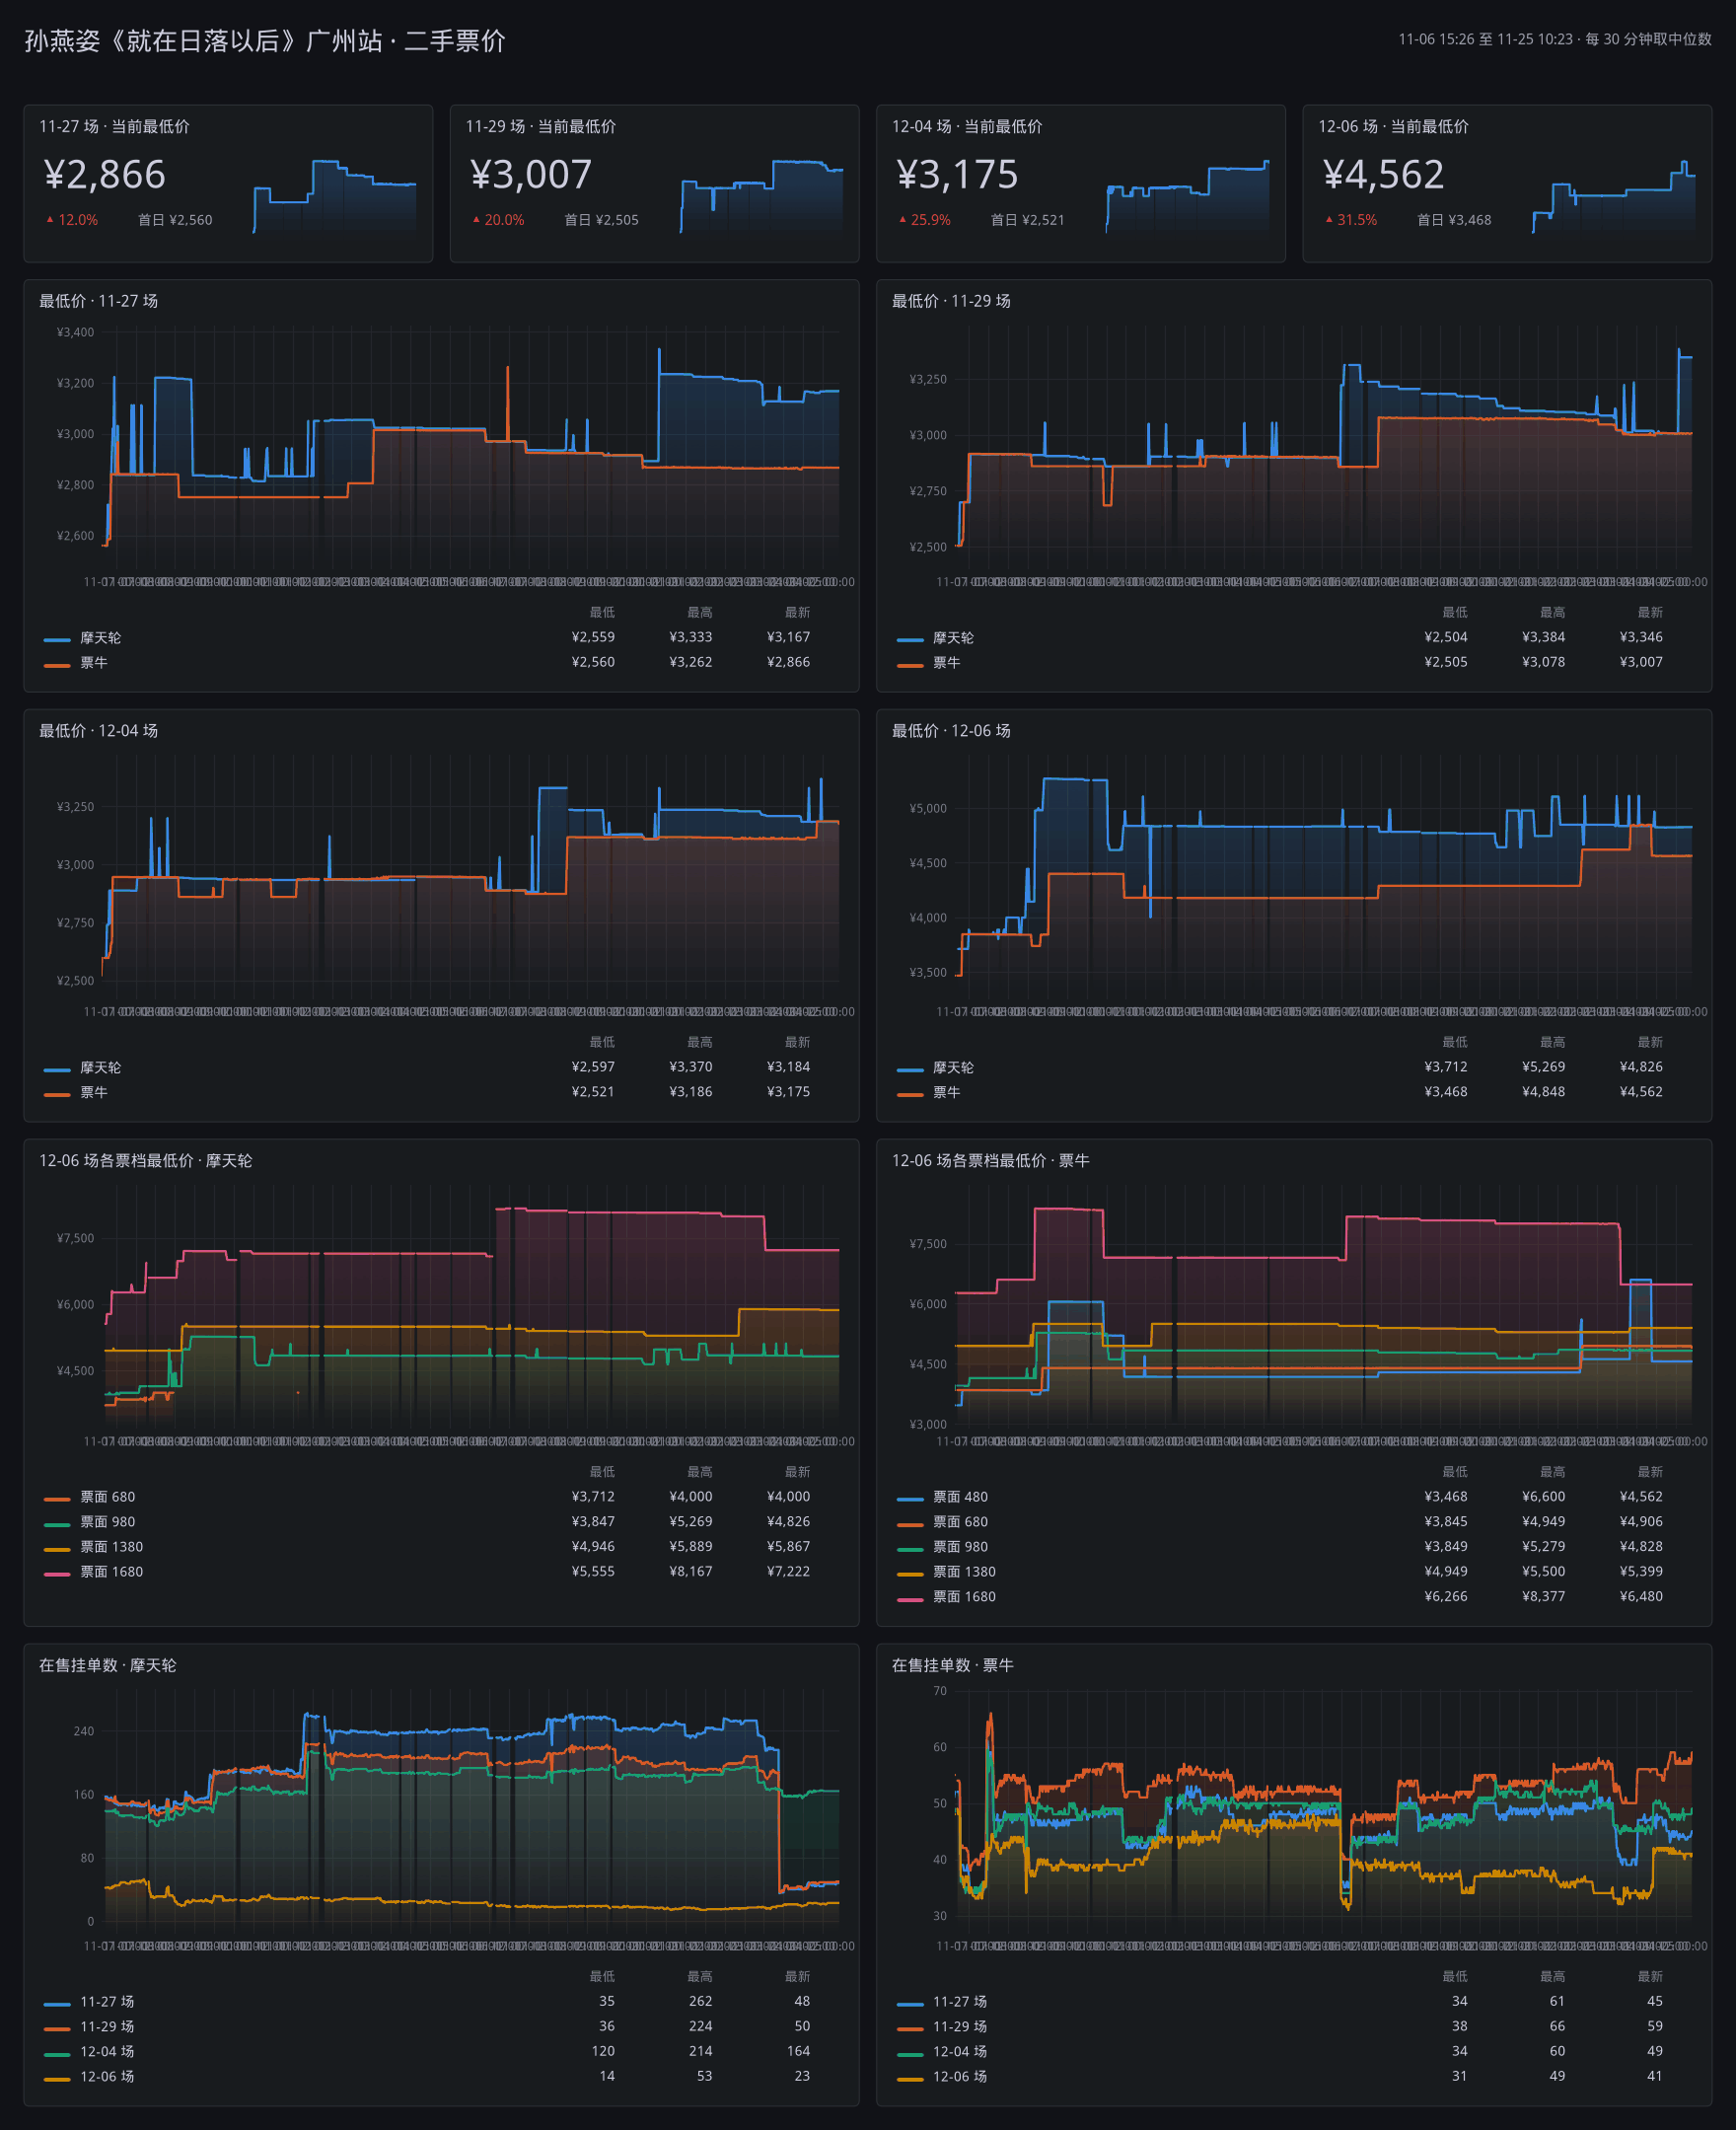 孙燕姿《就在日落以后》广州站 · 二手票价
11-06 15:26 至 11-25 10:23 · 每 30 分钟取中位数
11-27 场 · 当前最低价
¥2,866
▲ 12.0% 首日 ¥2,560
11-29 场 · 当前最低价
¥3,007
▲ 20.0% 首日 ¥2,505
12-04 场 · 当前最低价
¥3,175
▲ 25.9% 首日 ¥2,521
12-06 场 · 当前最低价
¥4,562
▲ 31.5% 首日 ¥3,468
最低价 · 11-27 场
¥3,400
¥3,200
¥3,000
¥2,800
¥2,600
最低 最高 最新
摩天轮 ¥2,559 ¥3,333 ¥3,167
票牛 ¥2,560 ¥3,262 ¥2,866
最低价 · 11-29 场
¥3,250
¥3,000
¥2,750
¥2,500
最低 最高 最新
摩天轮 ¥2,504 ¥3,384 ¥3,346
票牛 ¥2,505 ¥3,078 ¥3,007
最低价 · 12-04 场
¥3,250
¥3,000
¥2,750
¥2,500
最低 最高 最新
摩天轮 ¥2,597 ¥3,370 ¥3,184
票牛 ¥2,521 ¥3,186 ¥3,175
最低价 · 12-06 场
¥5,000
¥4,500
¥4,000
¥3,500
最低 最高 最新
摩天轮 ¥3,712 ¥5,269 ¥4,826
票牛 ¥3,468 ¥4,848 ¥4,562
12-06 场各票档最低价 · 摩天轮
¥7,500
¥6,000
¥4,500
最低 最高 最新
票面 680 ¥3,712 ¥4,000 ¥4,000
票面 980 ¥3,847 ¥5,269 ¥4,826
票面 1380 ¥4,946 ¥5,889 ¥5,867
票面 1680 ¥5,555 ¥8,167 ¥7,222
12-06 场各票档最低价 · 票牛
¥7,500
¥6,000
¥4,500
¥3,000
最低 最高 最新
票面 480 ¥3,468 ¥6,600 ¥4,562
票面 680 ¥3,845 ¥4,949 ¥4,906
票面 980 ¥3,849 ¥5,279 ¥4,828
票面 1380 ¥4,949 ¥5,500 ¥5,399
票面 1680 ¥6,266 ¥8,377 ¥6,480
在售挂单数 · 摩天轮
240
160
80
0
最低 最高 最新
11-27 场 35 262 48
11-29 场 36 224 50
12-04 场 120 214 164
12-06 场 14 53 23
在售挂单数 · 票牛
70
60
50
40
30
最低 最高 最新
11-27 场 34 61 45
11-29 场 38 66 59
12-04 场 34 60 49
12-06 场 31 49 41